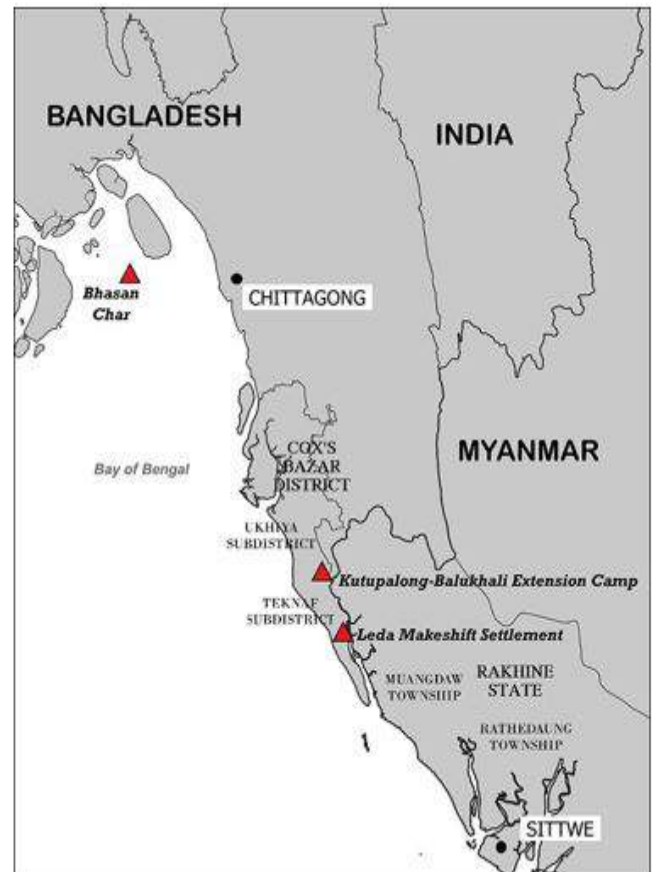 BANGLADESH
INDIA
Bhasan
Char
CHITTAGONG
MYANMAR
COX'S
BAZAR
DISTRICT
Bay of Bengal
UKHIYA
SUBDISTRICT
Kutupalong-Balukhali Extension Camp
TEKNAF
SUBDISTRICT
Leda Makeshift Settlement
MUANGDAW
TOWNSHIP
RAKHINE
STATE
RATHEDAUNG
TOWNSHIP
SITTWE